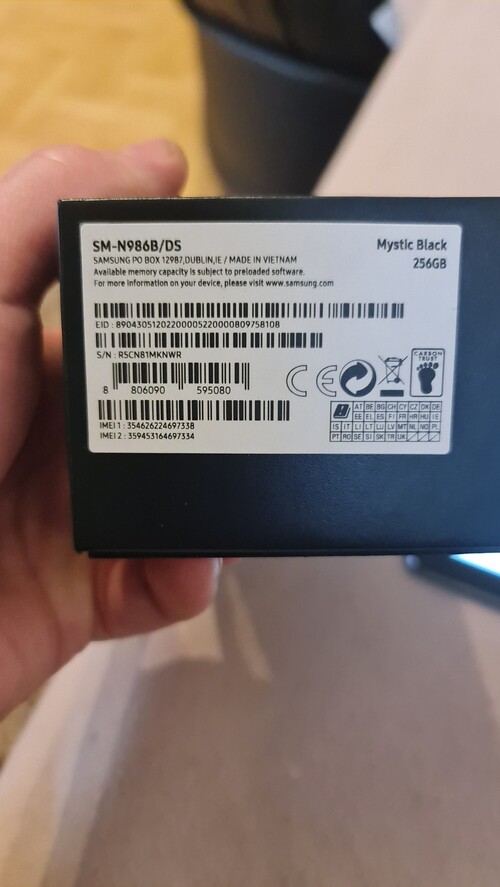 SM-N986B/DS
Mystic Black
SAMSUNG PO BOX 12987,DUBLIN,IE / MADE IN VIETNAM
256GB
Available memory capacity is subject to preloaded software.
For more information on your device, please visit www.samsung.com
EID : 89043051202200005220000809758108
S/N : R5CN81MKNWR
CARBON TRUST
8 806090 595080
AT BE BG CH CY CZ DK DE
EE EL ES FI FR HR HU IE
IS IT LI LT LU LV MT NL NO PL
PT RO SE SI SK TR UK
IMEI 1 : 354626224697338
IMEI 2 : 359453164697334